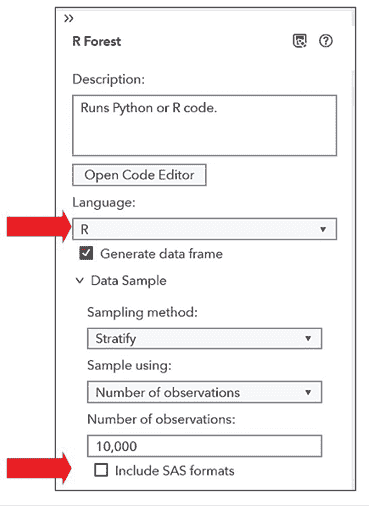 R Forest
Description:
Runs Python or R code.
Open Code Editor
Language:
R
Generate data frame
Data Sample
Sampling method:
Stratify
Sample using:
Number of observations
Number of observations:
10,000
Include SAS formats